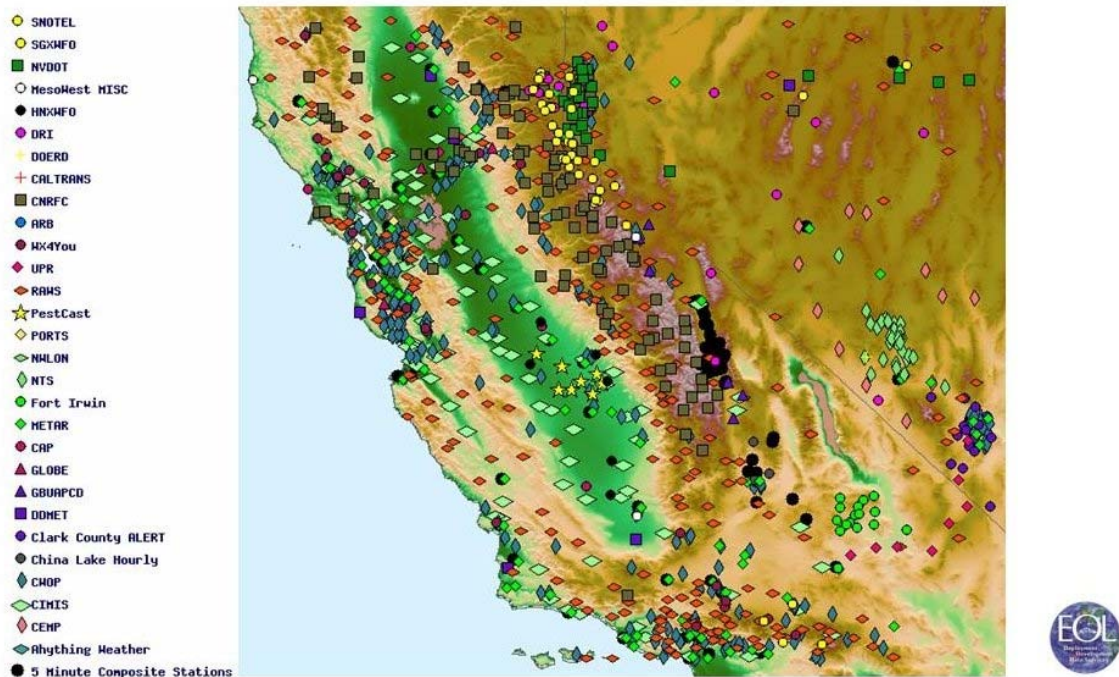 SNOTEL
SGXWFO
NVDOT
MesoWest MISC
HNXWFO
DRI
DOERD
CALTRANS
CNRFC
ARB
WX4You
UPR
RAWS
PestCast
PORTS
NWLON
NTS
Fort Irwin
METAR
CAP
GLOBE
GBUAPCD
DDMET
Clark County ALERT
China Lake Hourly
CWOP
CIMIS
CEMP
Ahything Weather
5 Minute Composite Stations
EOL